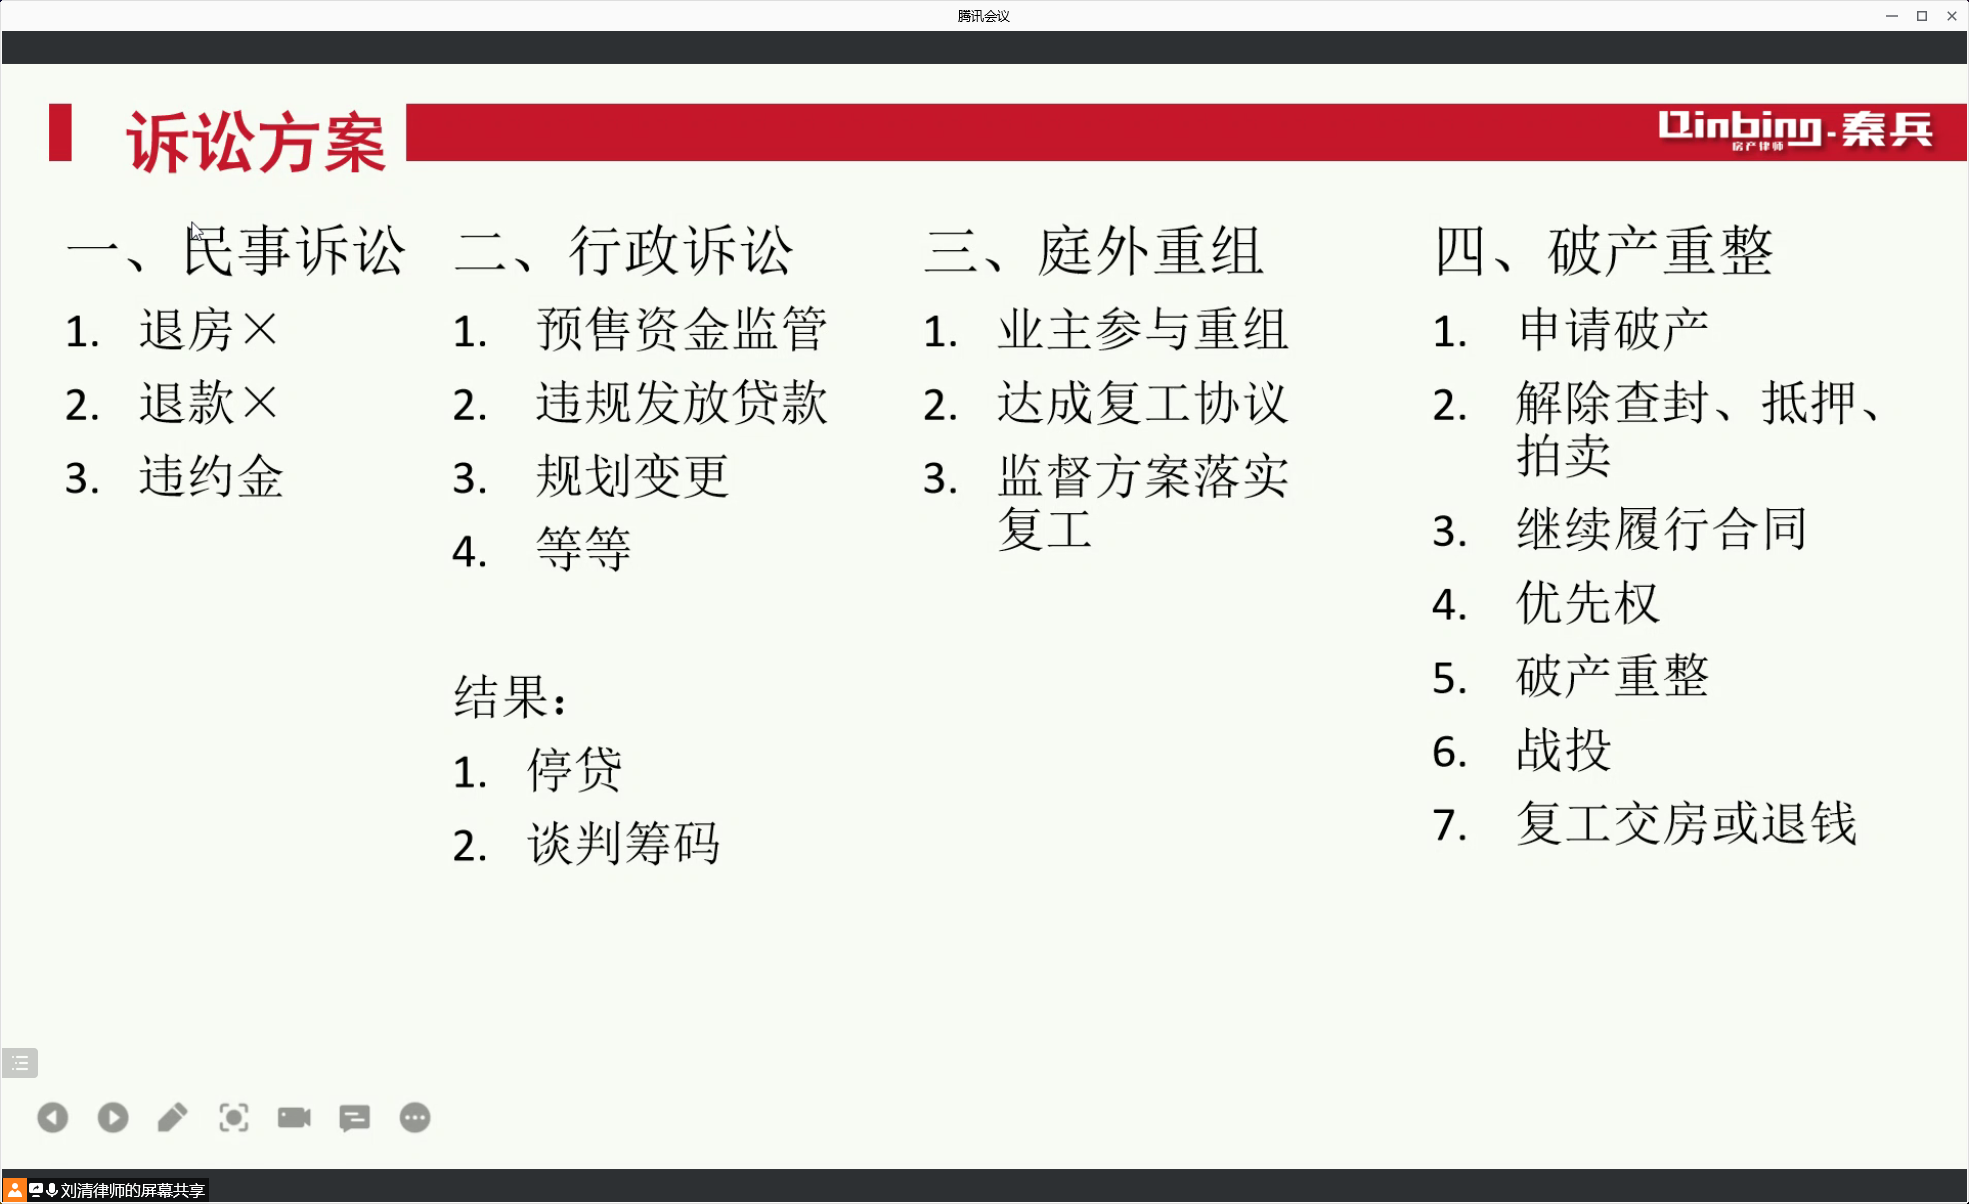 腾讯会议
诉讼方案
Qinbing-秦兵
房产律师
一、民事诉讼
1. 退房×
2. 退款×
3. 违约金
二、行政诉讼
1. 预售资金监管
2. 违规发放贷款
3. 规划变更
4. 等等
结果：
1. 停贷
2. 谈判筹码
三、庭外重组
1. 业主参与重组
2. 达成复工协议
3. 监督方案落实
复工
四、破产重整
1. 申请破产
2. 解除查封、抵押、
拍卖
3. 继续履行合同
4. 优先权
5. 破产重整
6. 战投
7. 复工交房或退钱
刘清律师的屏幕共享